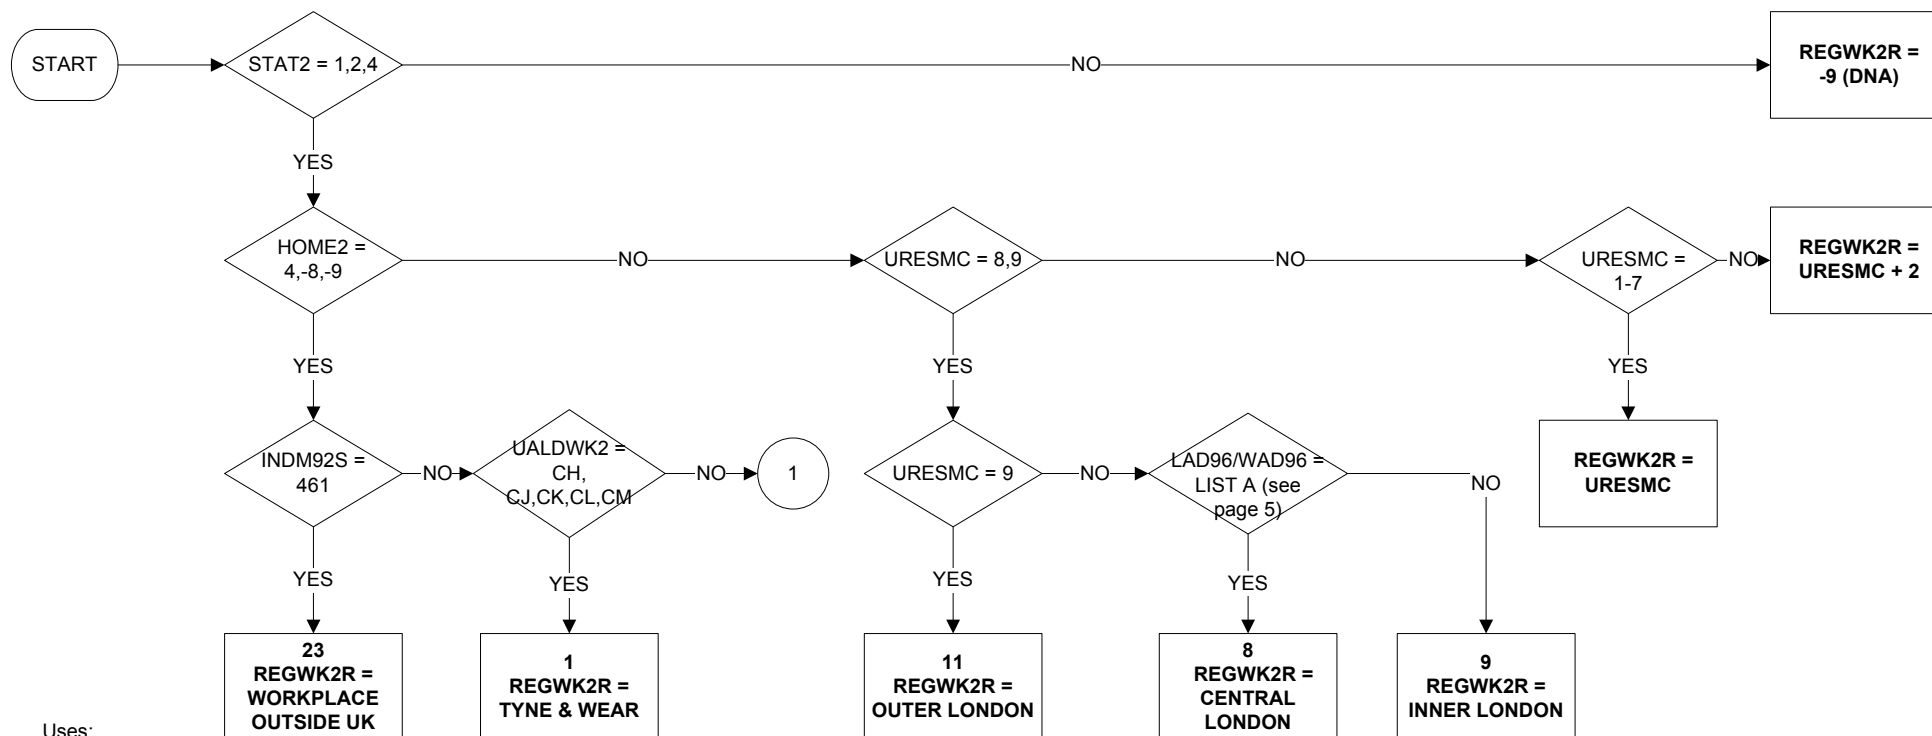 START
STAT2 = 1,2,4
NO
REGWK2R =
-9 (DNA)
YES
HOME2 =
4,-8,-9
NO
URESMC = 8,9
NO
URESMC =
1-7
NO
REGWK2R =
URESMC + 2
YES
YES
YES
INDM92S =
461
NO
UALDWK2 =
CH,
CJ,CK,CL,CM
NO
1
URESMC = 9
NO
LAD96/WAD96 =
LIST A (see
page 5)
NO
REGWK2R =
URESMC
YES
YES
YES
YES
23
REGWK2R =
WORKPLACE
OUTSIDE UK
1
REGWK2R =
TYNE & WEAR
11
REGWK2R =
OUTER LONDON
8
REGWK2R =
CENTRAL
LONDON
9
REGWK2R =
INNER LONDON
Uses: